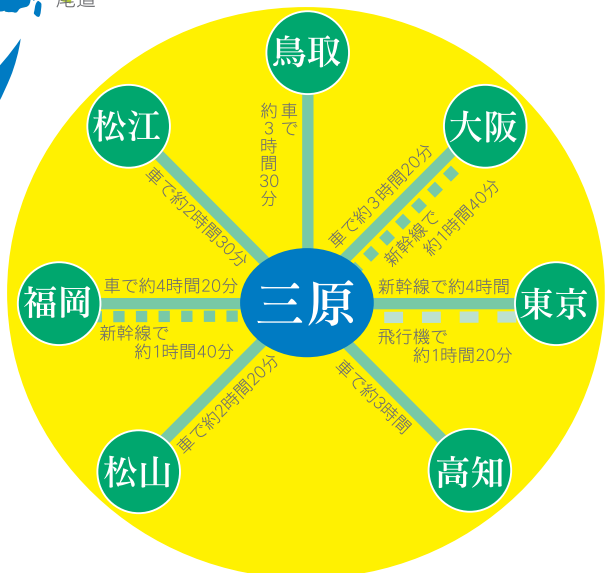 尾道
鳥取
車で
約3時間30分
松江
車で約2時間30分
大阪
車で約3時間20分
新幹線で
約1時間40分
福岡
車で約4時間20分
新幹線で
約1時間40分
三原
新幹線で約4時間
飛行機で
約1時間20分
東京
松山
車で約2時間20分
高知
車で約3時間